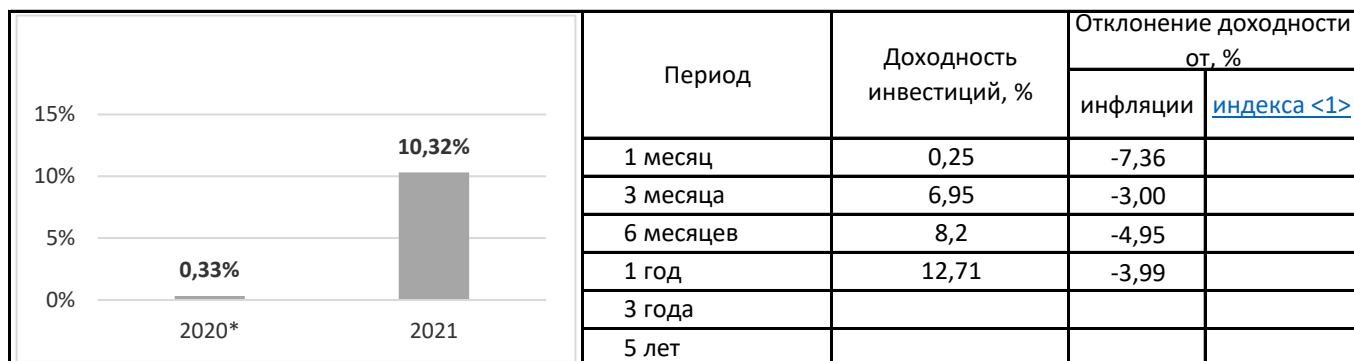 15%
10%
5%
0%
0,33%
10,32%
2020*
2021
Период
Доходность
инвестиций, %
Отклонение доходности
от, %
инфляции
индекса <1>
1 месяц 0,25 -7,36
3 месяца 6,95 -3,00
6 месяцев 8,2 -4,95
1 год 12,71 -3,99
3 года
5 лет